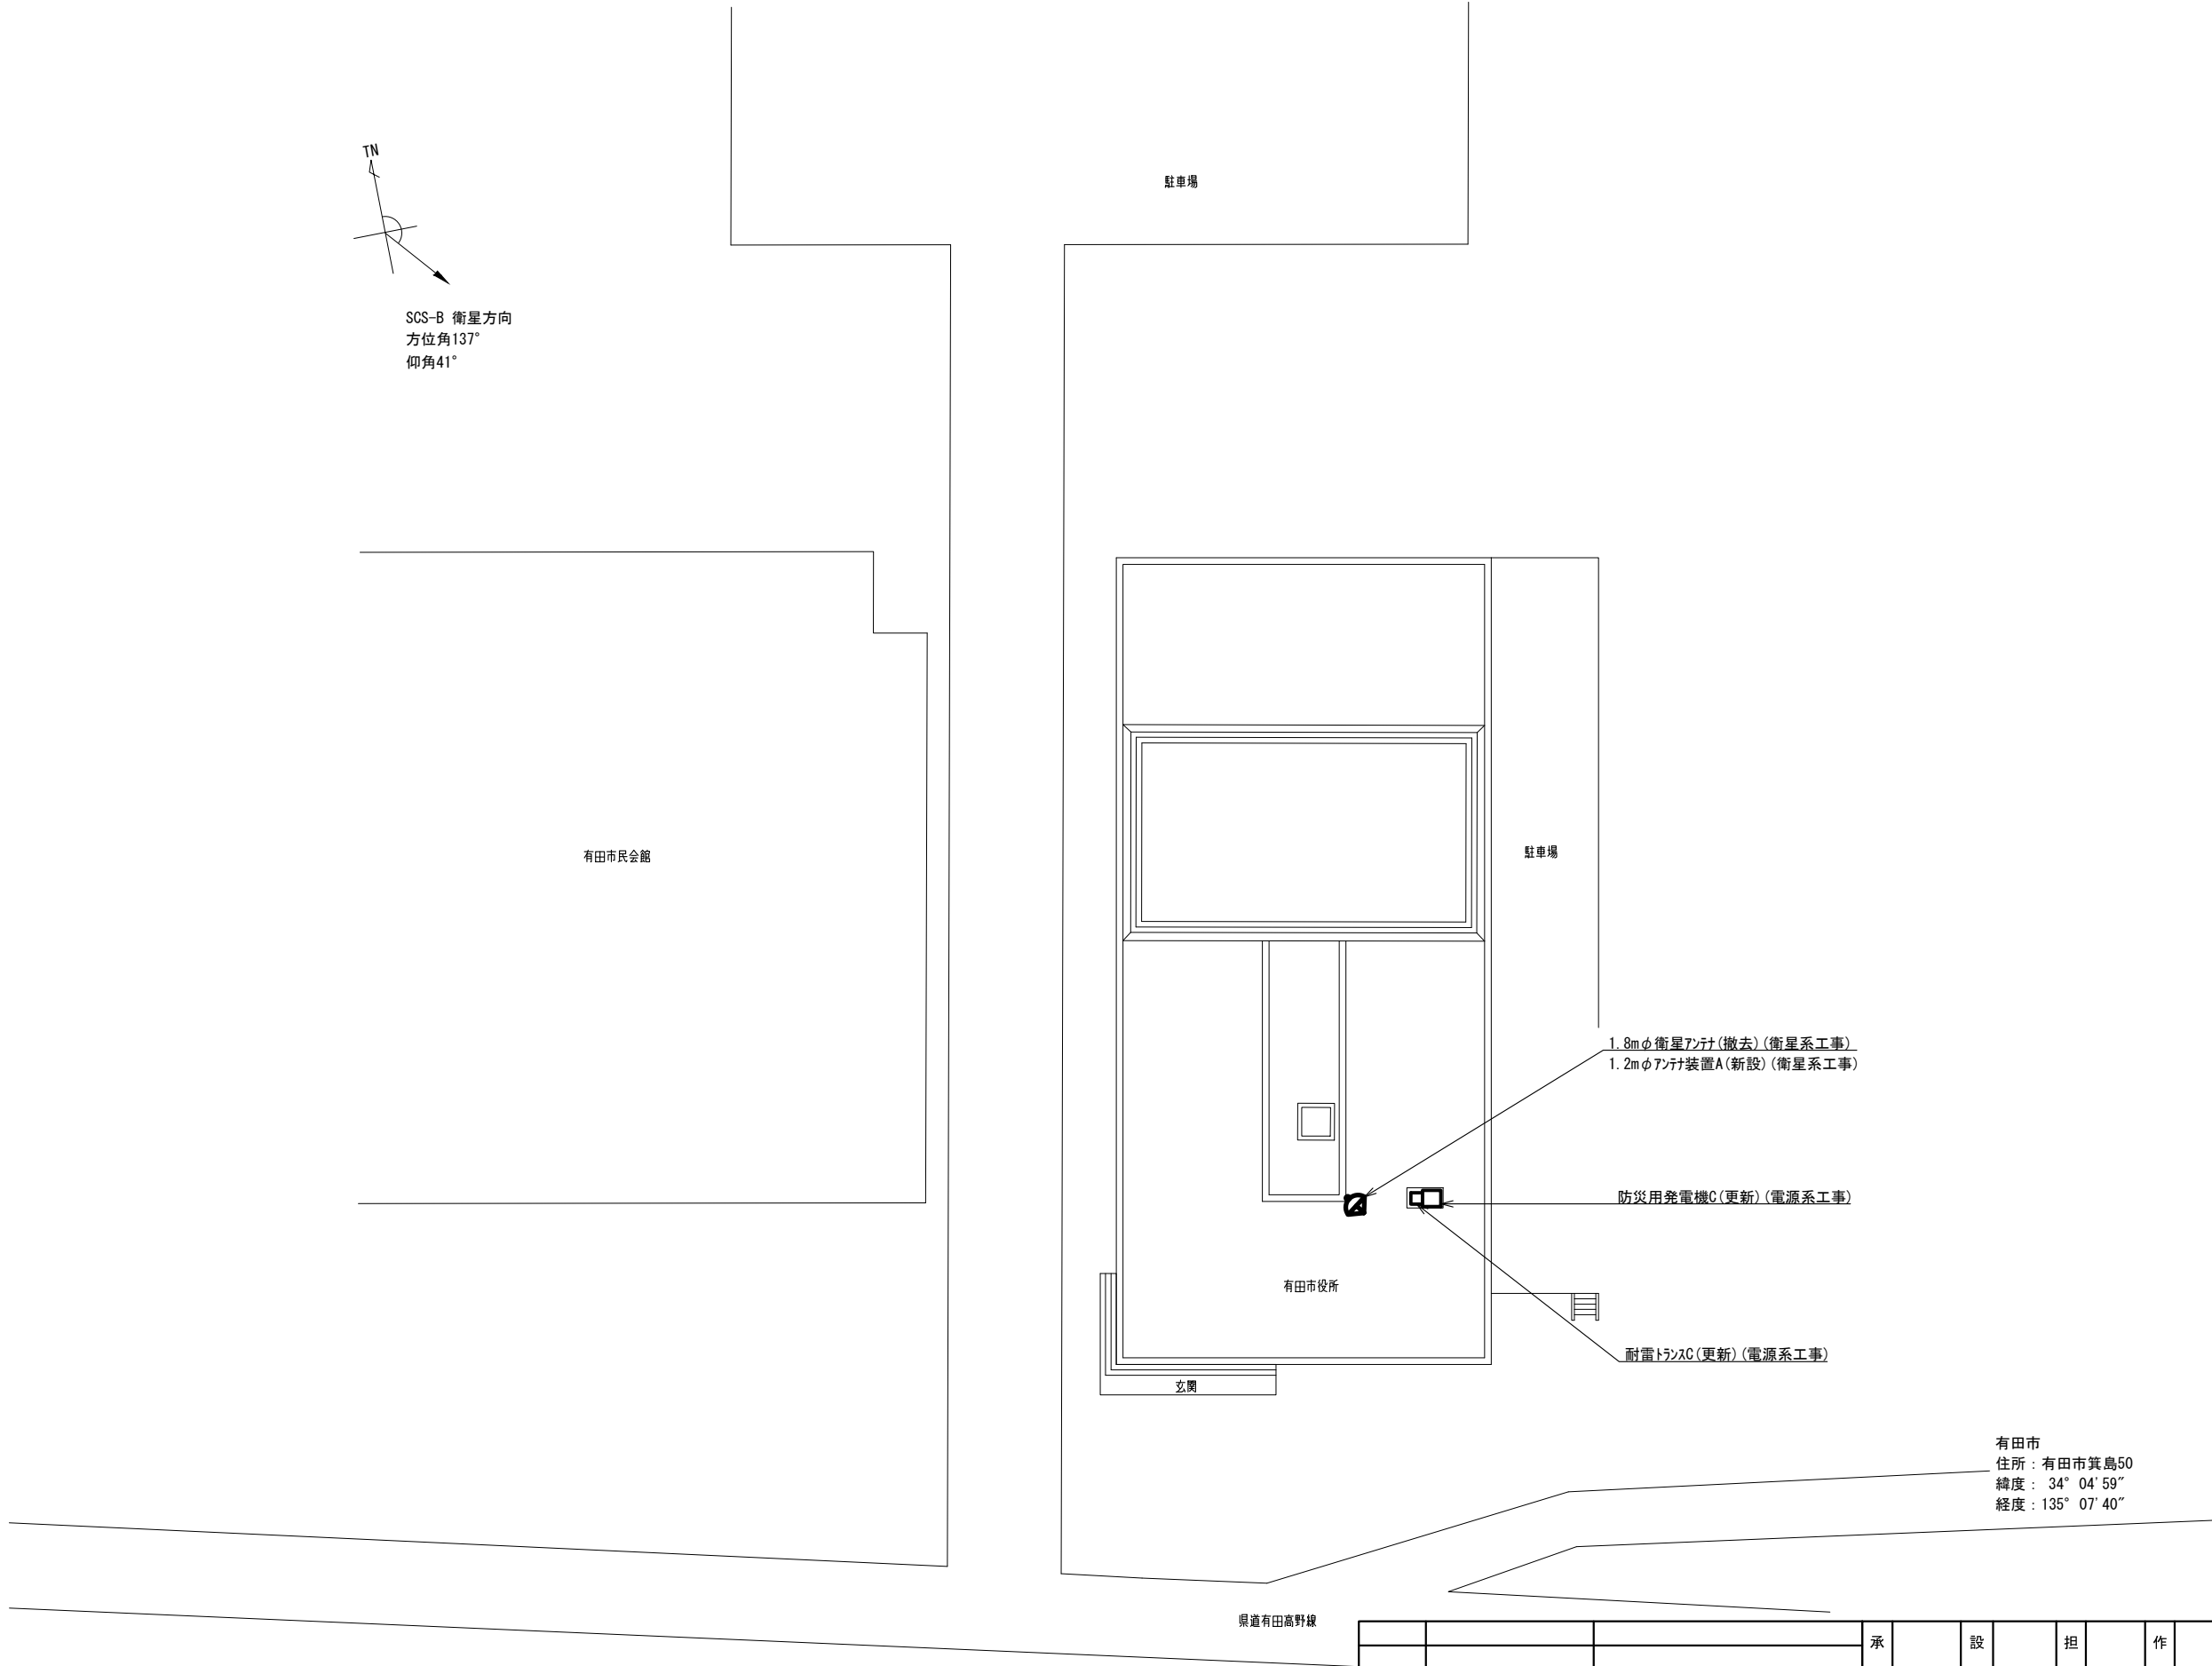 TN
駐車場
SCS-B 衛星方向
方位角137°
仰角41°
有田市民会館
駐車場
1.8mφ衛星ｱﾝﾃﾅ(撤去)(衛星系工事)
1.2mφｱﾝﾃﾅ装置A(新設)(衛星系工事)
防災用発電機C(更新)(電源系工事)
有田市役所
耐雷ﾄﾗﾝｽC(更新)(電源系工事)
玄関
有田市
住所：有田市箕島50
緯度： 34° 04′59″
経度：135° 07′40″
県道有田高野線
承 設 担 作